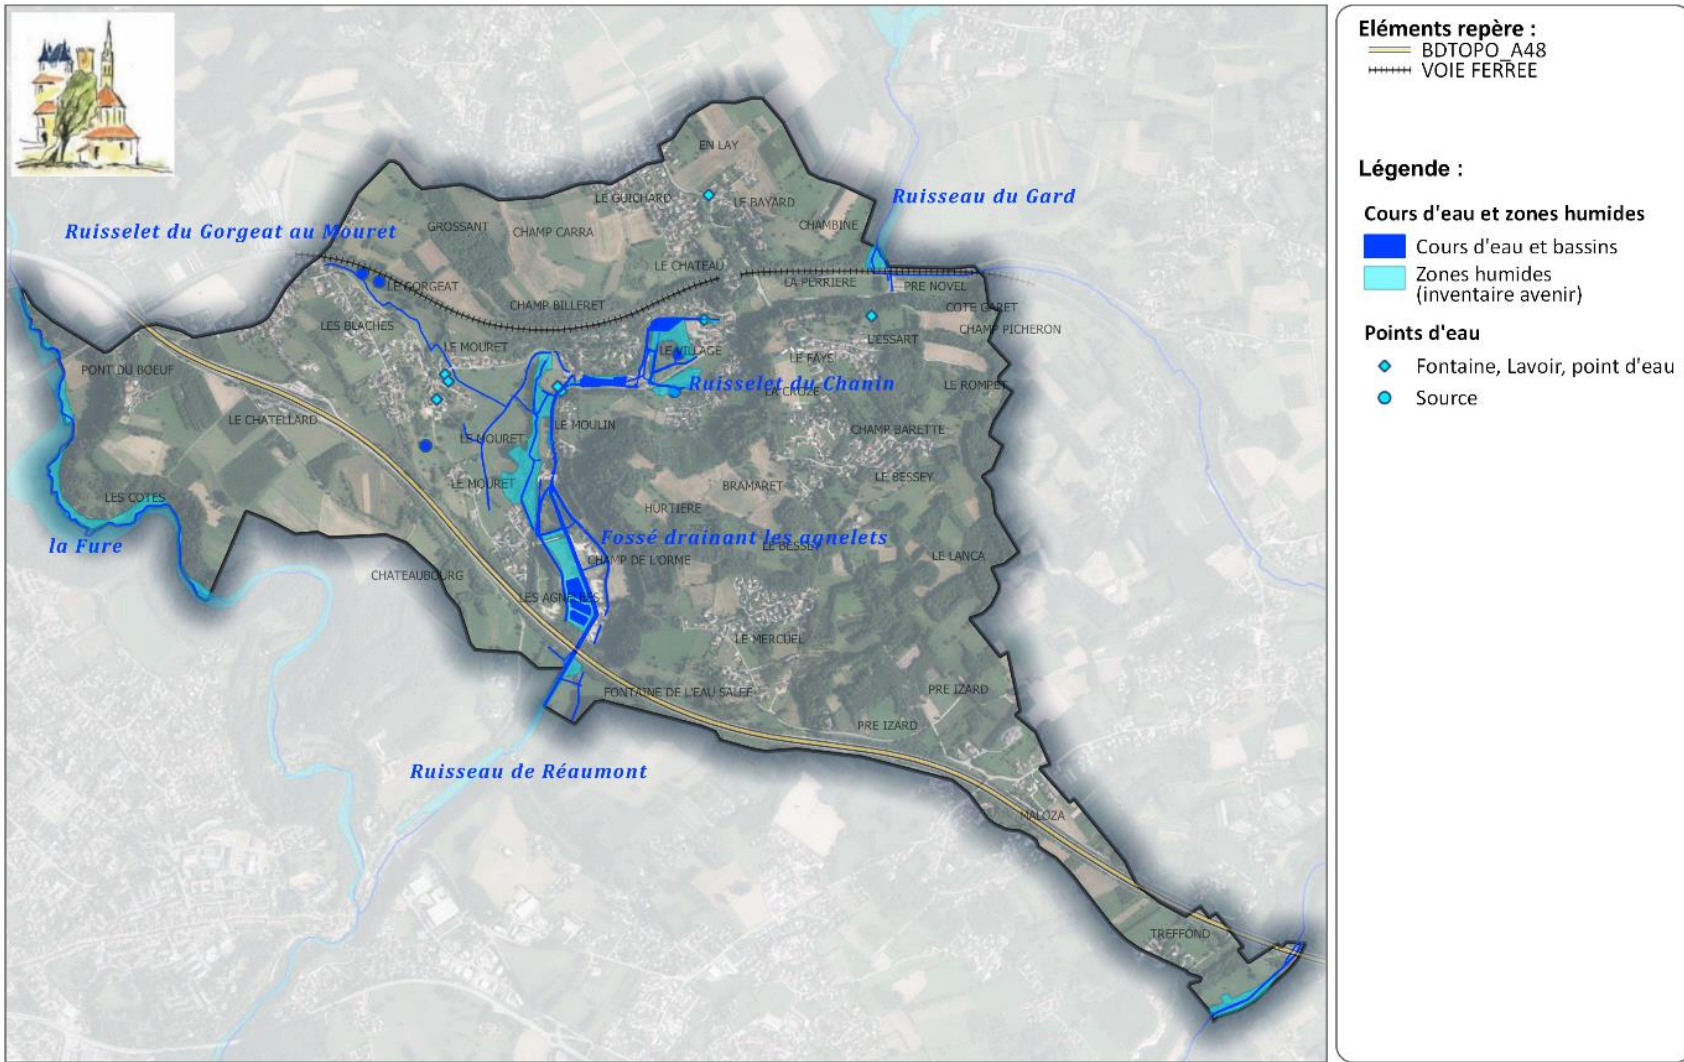 EN LAY
LE GUICHARD
LE BAYARD
Ruisseau du Gard
Ruisselet du Gorgeat au Mouret
GROSSANT
CHAMP CARRA
CHAMBINE
LE CHATEAU
LE GORGEAT
LA PERRIERE
PRE NOVEL
CHAMP BILLERET
COTE GARET
LES BLACHES
CHAMP PICHERON
LE MOURET
LE VILLAGE
L'ESSART
LE FAYS
PONT DU BOEUF
Ruisselet du Chanin
LA CROZE
LE ROMPET
LE CHATELLARD
LE MOULIN
CHAMP BARETTE
LE MOURET
LE BESSEY
LE MOURET
BRAMARET
LES COTES
HURTIERE
la Fure
Fossé drainant les agnelets
LE BESSEY
CHAMP DE L'ORME
LE LANCA
CHATEAUBOURG
LES AGNELEES
LE MERCUEL
FONTAINE DE L'EAU SALEE
PRE IZARD
PRE IZARD
Ruisseau de Réaumont
MALOZA
TREFFOND
Eléments repère :
BDTOPO_A48
VOIE FERREE
Légende :
Cours d'eau et zones humides
Cours d'eau et bassins
Zones humides
(inventaire avenir)
Points d'eau
Fontaine, Lavoir, point d'eau
Source